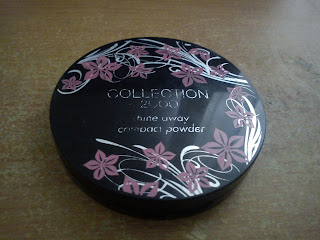 COLLECTION
2000
shine away
compact powder